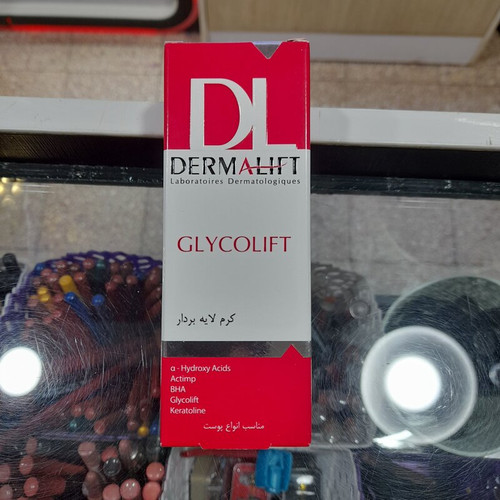 DL
DERMALIFT
Laboratoires Dermatologiques
GLYCOLIFT
کرم لایه بردار
α - Hydroxy Acids
Actimp
BHA
Glycolift
Keratoline
مناسب انواع پوست